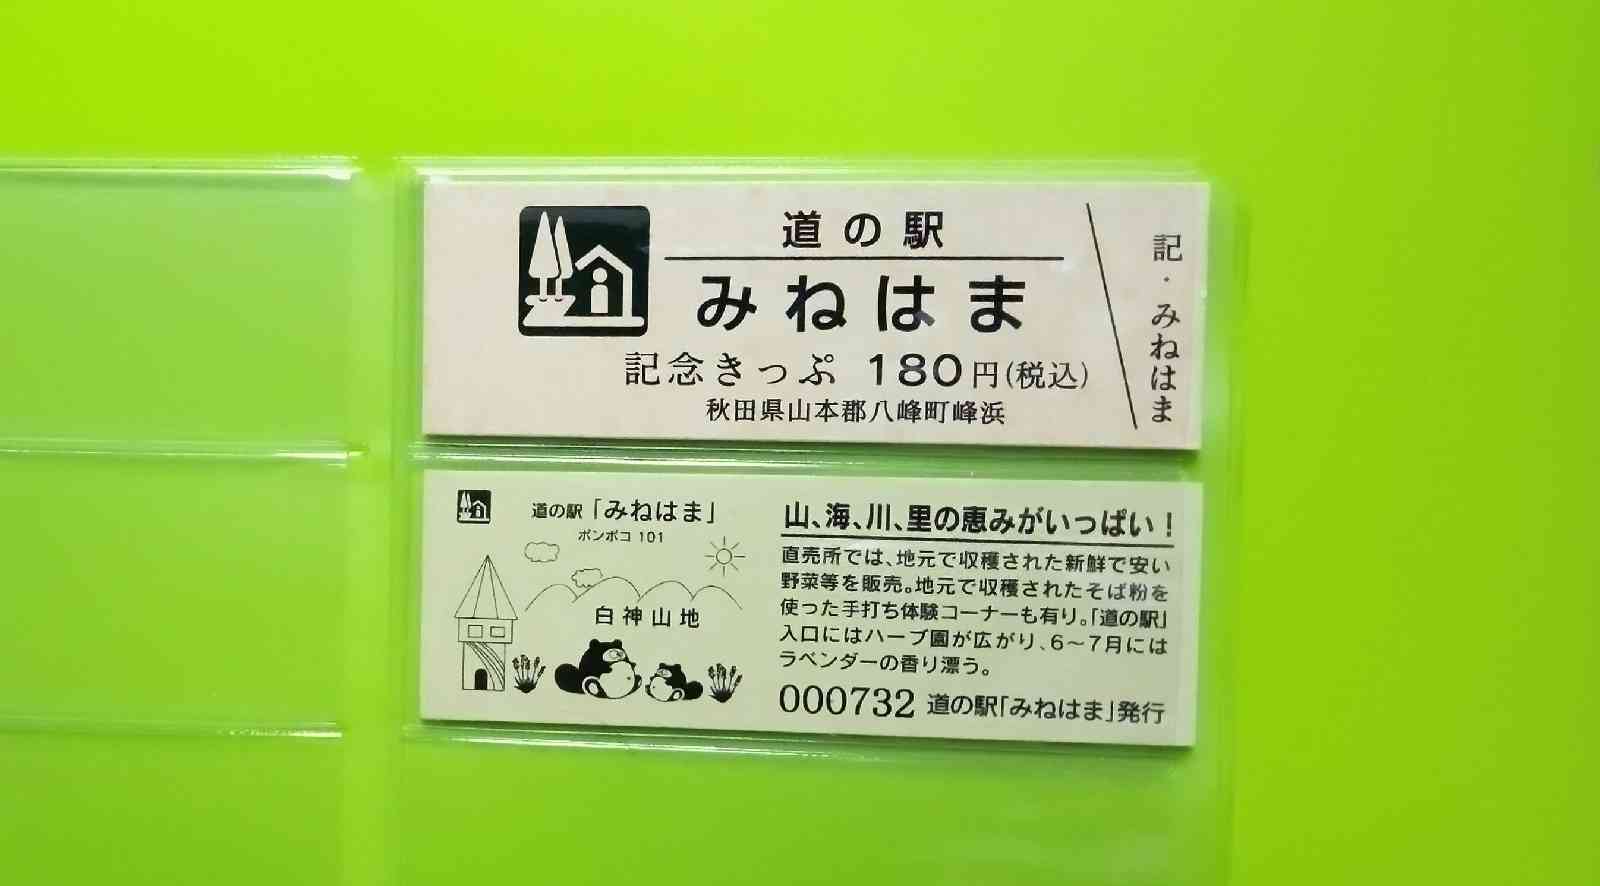 道の駅
みねはま
記念きっぷ 180円(税込)
秋田県山本郡八峰町峰浜
記・みねはま
道の駅「みねはま」
ポンポコ 101
白神山地
山、海、川、里の恵みがいっぱい!
直売所では、地元で収穫された新鮮で安い
野菜等を販売。地元で収穫されたそば粉を
使った手打ち体験コーナーも有り。「道の駅」
入口にはハーブ園が広がり、6～7月には
ラベンダーの香り漂う。
000732 道の駅「みねはま」発行